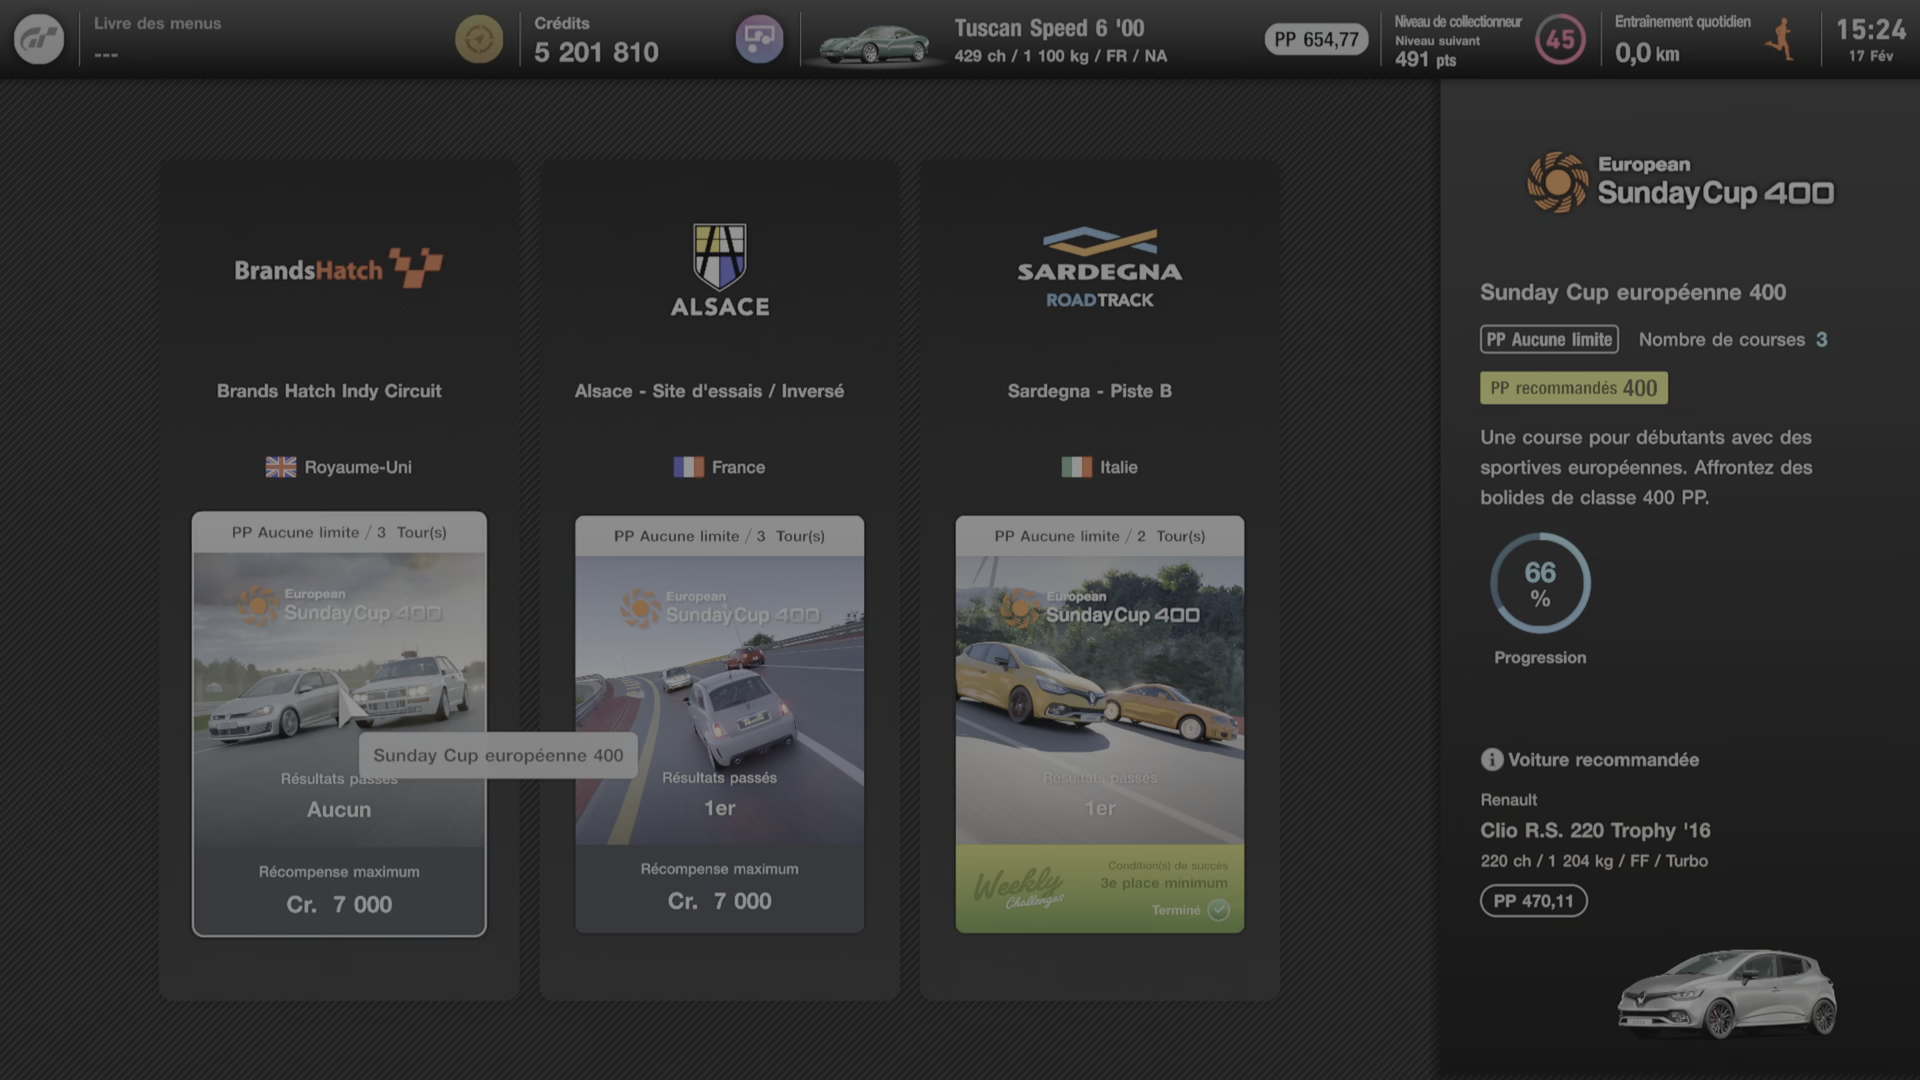 Livre des menus
---
Crédits
5 201 810
Tuscan Speed 6 '00
429 ch / 1 100 kg / FR / NA
PP 654,77
Niveau de collectionneur
Niveau suivant
491 pts
45
Entraînement quotidien
0,0 km
15:24
17 Fév
BrandsHatch
Brands Hatch Indy Circuit
Royaume-Uni
PP Aucune limite / 3 Tour(s)
European
SundayCup 400
Résultats passés
Aucun
Récompense maximum
Cr. 7 000
Sunday Cup européenne 400
ALSACE
Alsace - Site d'essais / Inversé
France
PP Aucune limite / 3 Tour(s)
European
SundayCup 400
Résultats passés
1er
Récompense maximum
Cr. 7 000
SARDEGNA
ROADTRACK
Sardegna - Piste B
Italie
PP Aucune limite / 2 Tour(s)
European
SundayCup 400
Résultats passés
1er
Weekly
Challenges
Condition(s) de succès
3e place minimum
Terminé
European
SundayCup 400
Sunday Cup européenne 400
PP Aucune limite
Nombre de courses 3
PP recommandés 400
Une course pour débutants avec des
sportives européennes. Affrontez des
bolides de classe 400 PP.
66
%
Progression
Voiture recommandée
Renault
Clio R.S. 220 Trophy '16
220 ch / 1 204 kg / FF / Turbo
PP 470,11